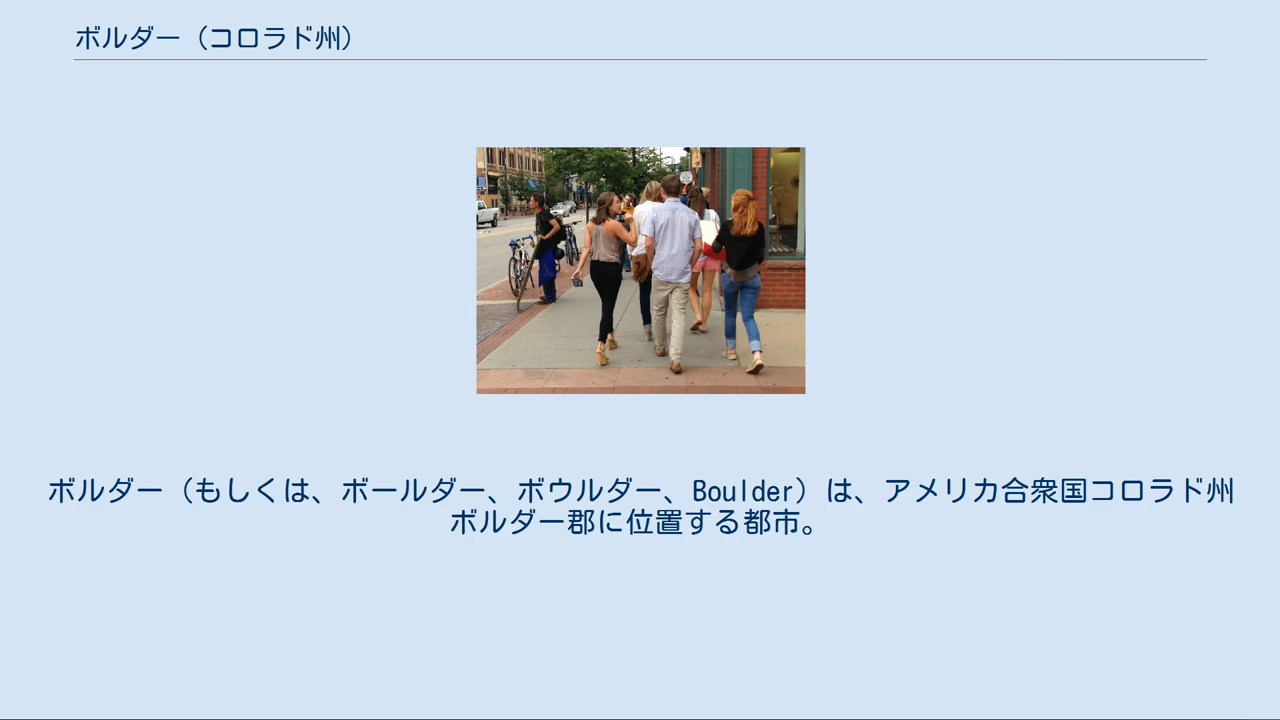 ボルダー（コロラド州）
ボルダー（もしくは、ボールダー、ボウルダー、Boulder）は、アメリカ合衆国コロラド州
ボルダー郡に位置する都市。